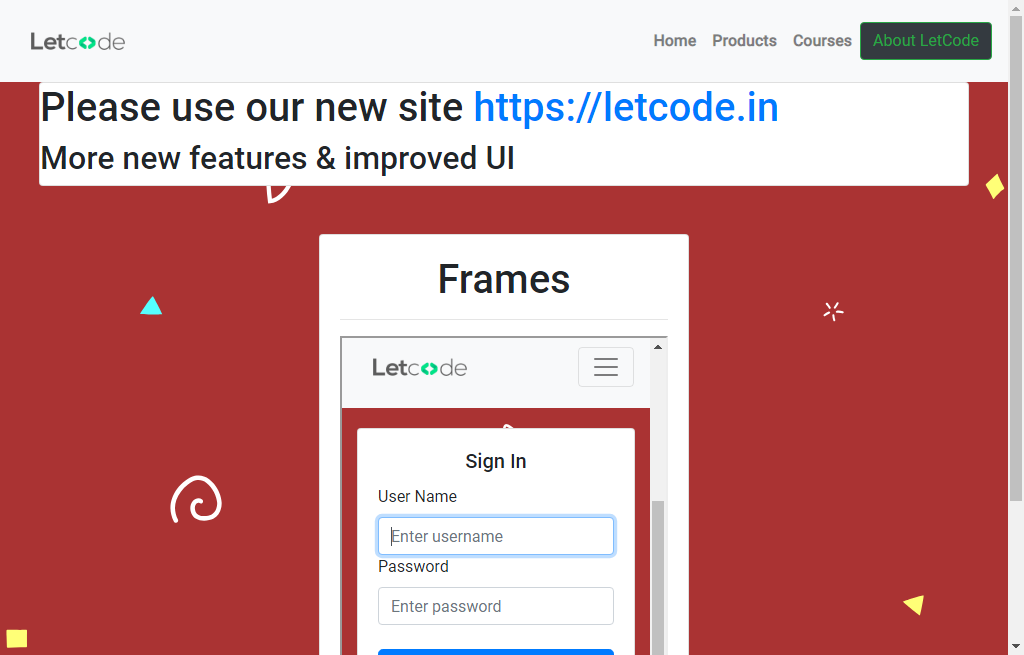 Letcode
Home Products Courses About LetCode
Please use our new site https://letcode.in
More new features & improved UI
Frames
Letcode
Sign In
User Name
Enter username
Password
Enter password